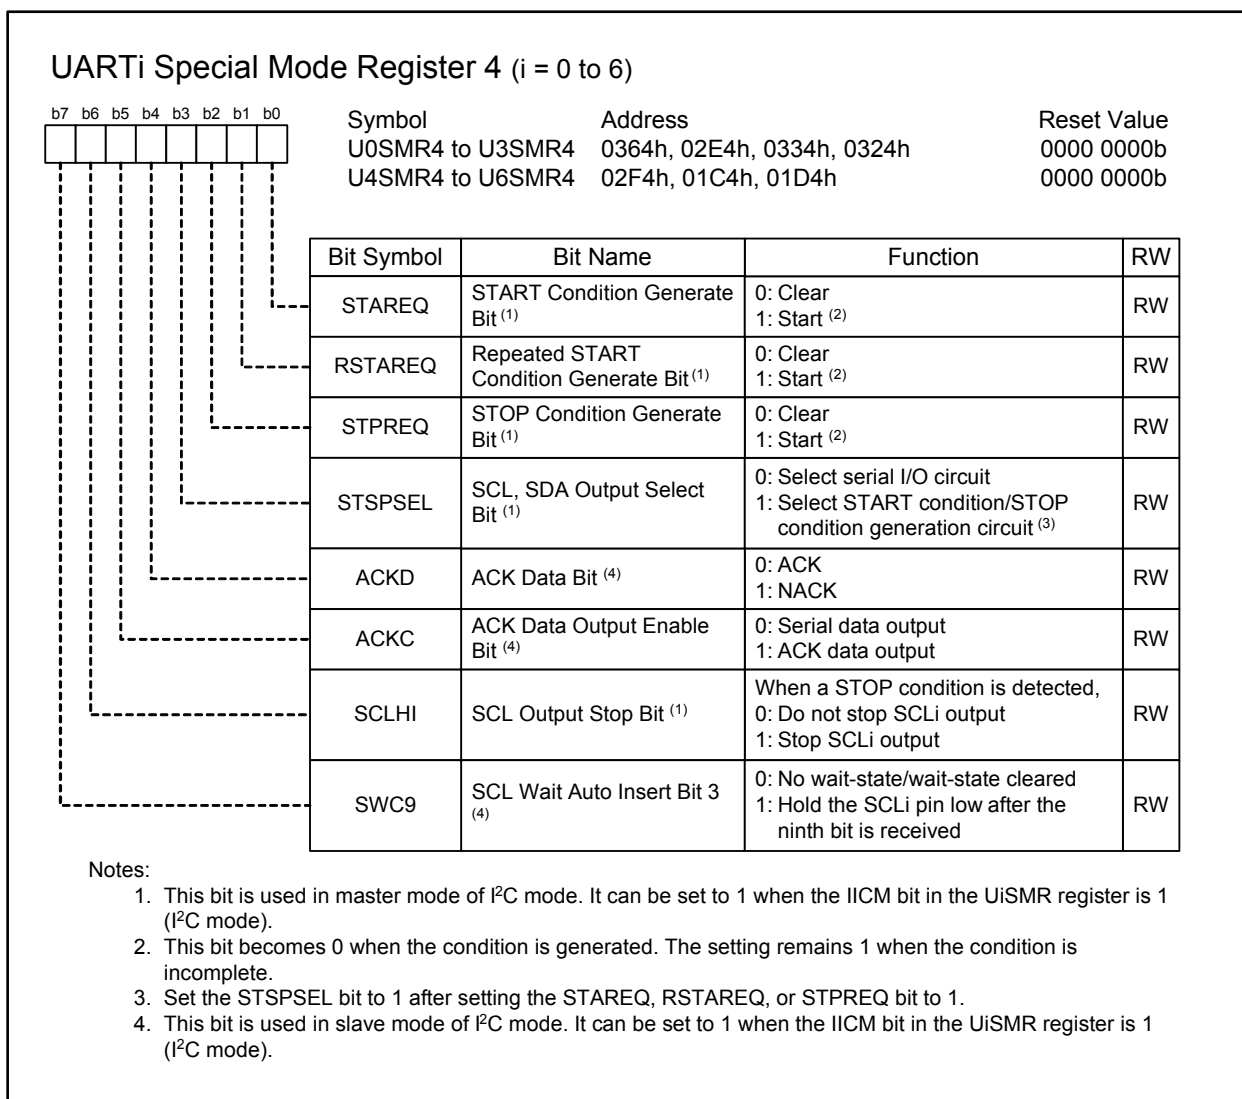 UARTi Special Mode Register 4 (i = 0 to 6)
b7 b6 b5 b4 b3 b2 b1 b0
Symbol Address Reset Value
U0SMR4 to U3SMR4 0364h, 02E4h, 0334h, 0324h 0000 0000b
U4SMR4 to U6SMR4 02F4h, 01C4h, 01D4h 0000 0000b
Bit Symbol Bit Name Function RW
STAREQ START Condition Generate Bit (1) 0: Clear 1: Start (2) RW
RSTAREQ Repeated START Condition Generate Bit (1) 0: Clear 1: Start (2) RW
STPREQ STOP Condition Generate Bit (1) 0: Clear 1: Start (2) RW
STSPSEL SCL, SDA Output Select Bit (1) 0: Select serial I/O circuit 1: Select START condition/STOP condition generation circuit (3) RW
ACKD ACK Data Bit (4) 0: ACK 1: NACK RW
ACKC ACK Data Output Enable Bit (4) 0: Serial data output 1: ACK data output RW
SCLHI SCL Output Stop Bit (1) When a STOP condition is detected, 0: Do not stop SCLi output 1: Stop SCLi output RW
SWC9 SCL Wait Auto Insert Bit 3 (4) 0: No wait-state/wait-state cleared 1: Hold the SCLi pin low after the ninth bit is received RW
Notes:
1. This bit is used in master mode of I²C mode. It can be set to 1 when the IICM bit in the UiSMR register is 1
(I²C mode).
2. This bit becomes 0 when the condition is generated. The setting remains 1 when the condition is
incomplete.
3. Set the STSPSEL bit to 1 after setting the STAREQ, RSTAREQ, or STPREQ bit to 1.
4. This bit is used in slave mode of I²C mode. It can be set to 1 when the IICM bit in the UiSMR register is 1
(I²C mode).